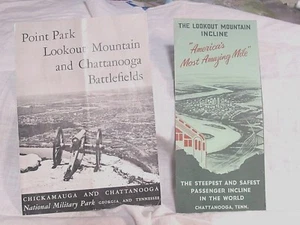 Point Park
Lookout Mountain
and Chattanooga
Battlefields
CHICKAMAUGA AND CHATTANOOGA
National Military Park GEORGIA AND TENNESSEE
THE LOOKOUT MOUNTAIN
INCLINE
"America's
Most Amazing Mile"
THE STEEPEST AND SAFEST
PASSENGER INCLINE
IN THE WORLD
CHATTANOOGA, TENN.